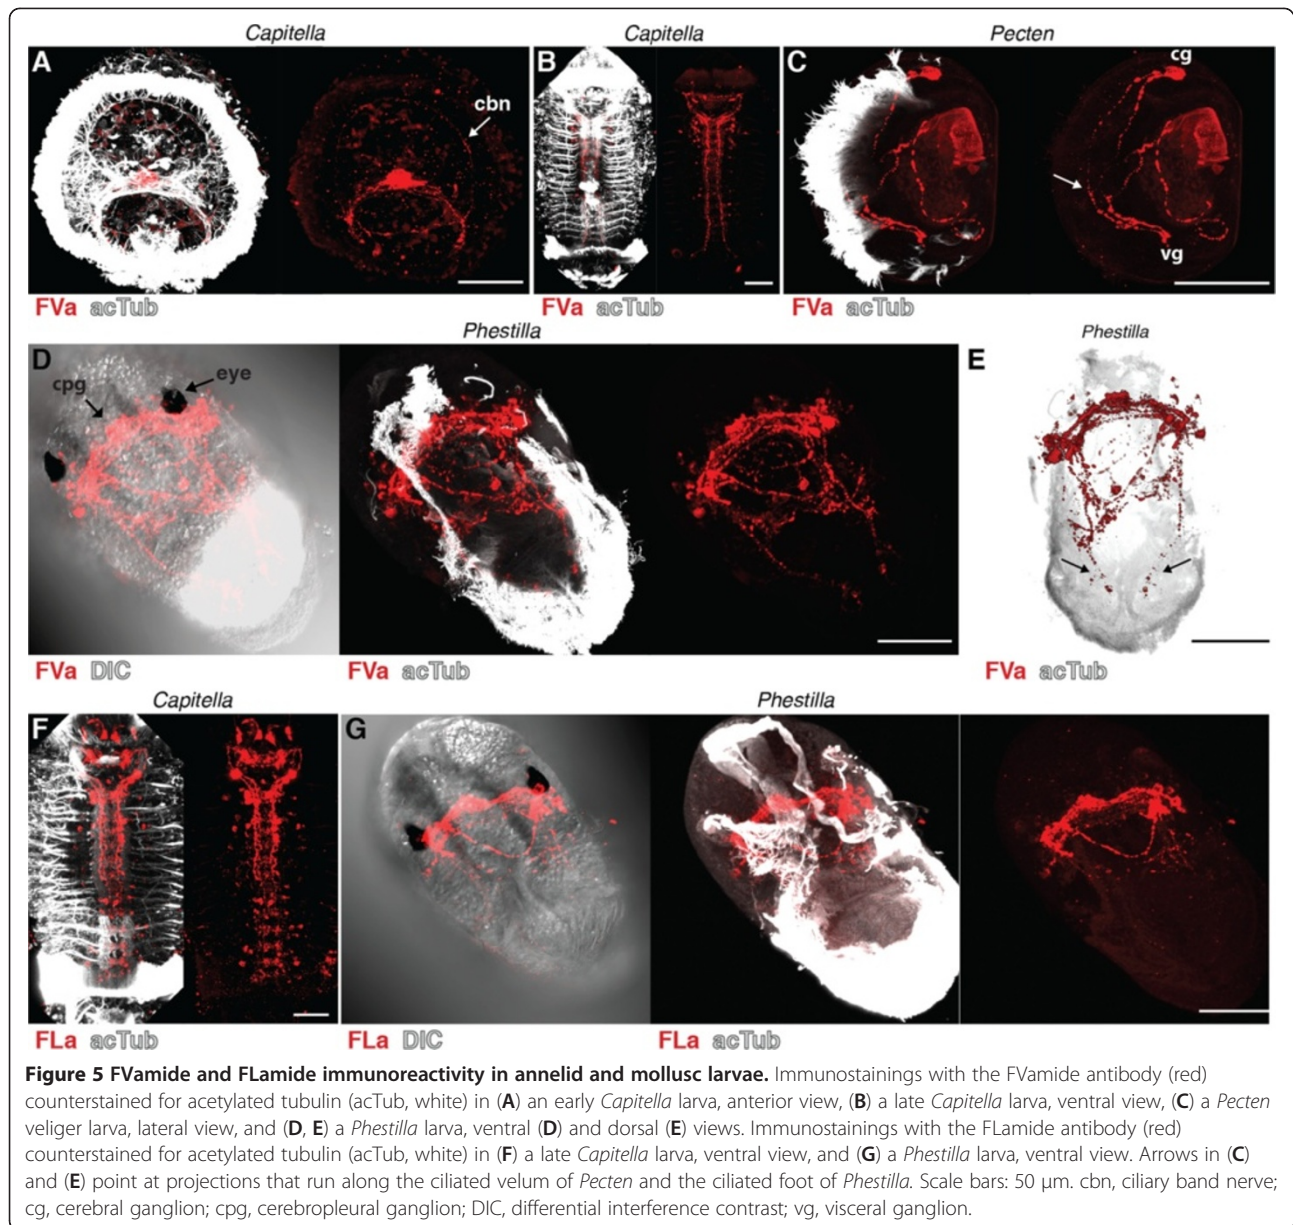 Capitella
Capitella
Pecten
A
cbn
B
C
cg
vg
FVa acTub
FVa acTub
FVa acTub
Phestilla
Phestilla
D
cpg
eye
E
FVa DIC
FVa acTub
FVa acTub
Capitella
Phestilla
F
G
FLa acTub
FLa DIC
FLa acTub
Figure 5 FVamide and FLamide immunoreactivity in annelid and mollusc larvae. Immunostainings with the FVamide antibody (red)
counterstained for acetylated tubulin (acTub, white) in (A) an early Capitella larva, anterior view, (B) a late Capitella larva, ventral view, (C) a Pecten
veliger larva, lateral view, and (D, E) a Phestilla larva, ventral (D) and dorsal (E) views. Immunostainings with the FLamide antibody (red)
counterstained for acetylated tubulin (acTub, white) in (F) a late Capitella larva, ventral view, and (G) a Phestilla larva, ventral view. Arrows in (C)
and (E) point at projections that run along the ciliated velum of Pecten and the ciliated foot of Phestilla. Scale bars: 50 μm. cbn, ciliary band nerve;
cg, cerebral ganglion; cpg, cerebropleural ganglion; DIC, differential interference contrast; vg, visceral ganglion.